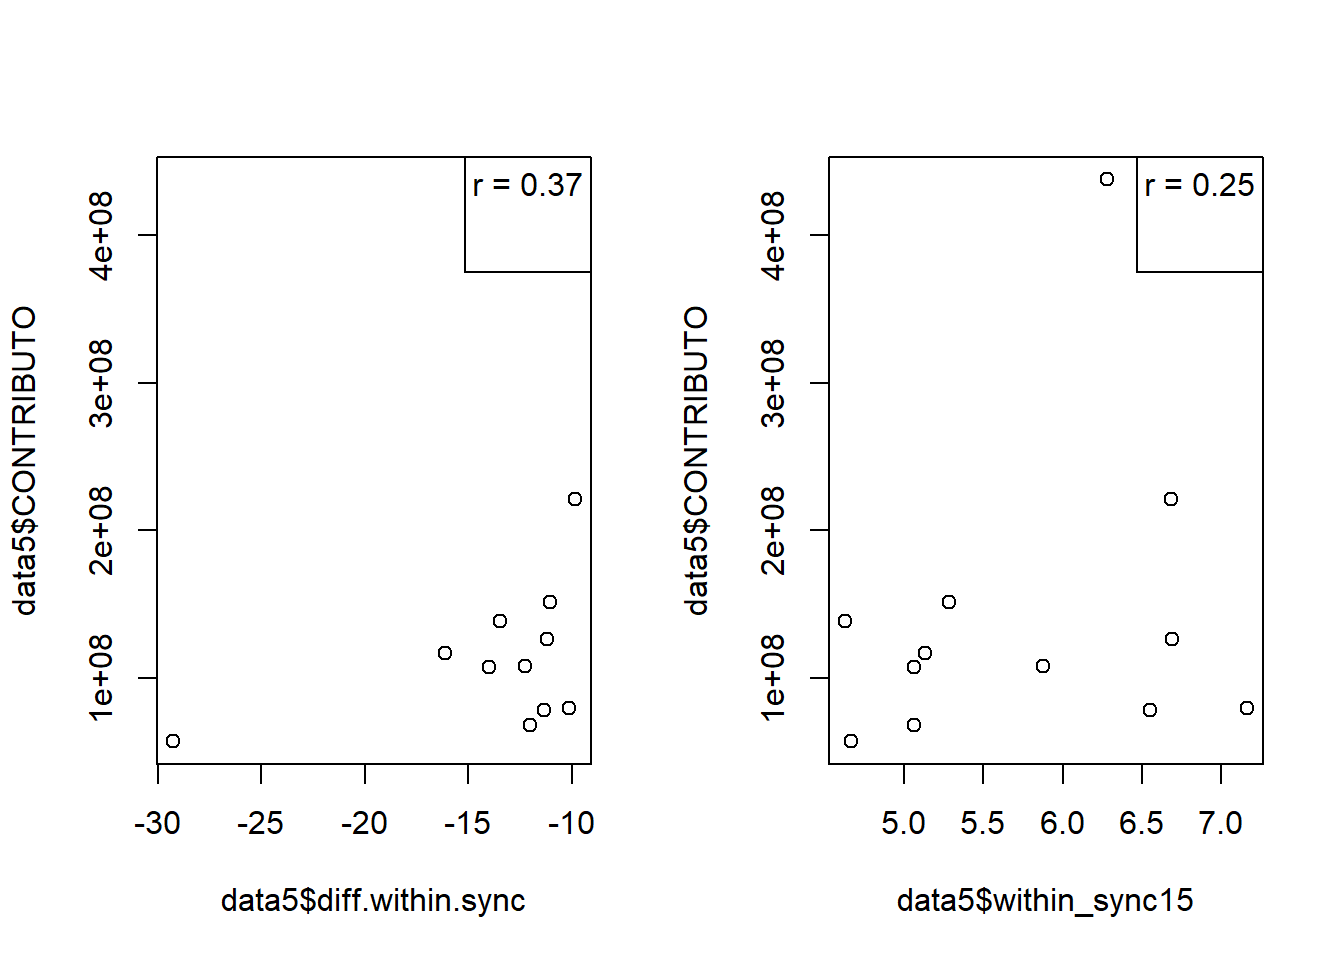 data5$CONTRIBUTO
4e+08
3e+08
2e+08
1e+08
r = 0.37
-30 -25 -20 -15 -10
data5$diff.within.sync
data5$CONTRIBUTO
4e+08
3e+08
2e+08
1e+08
r = 0.25
5.0 5.5 6.0 6.5 7.0
data5$within_sync15